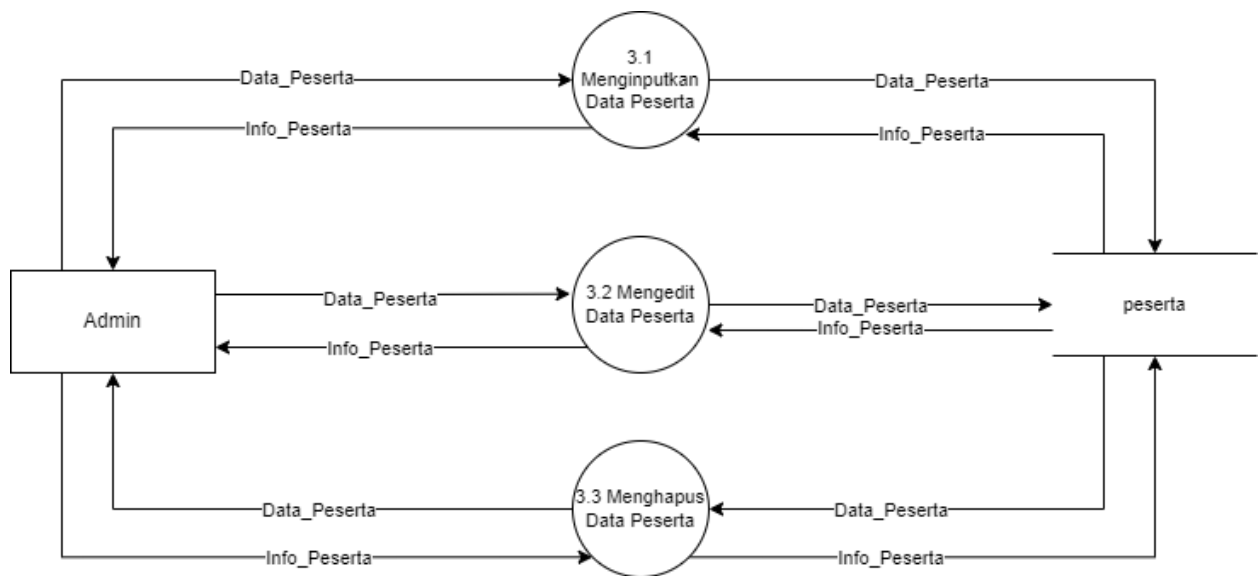 3.1
Menginputkan
Data Peserta
Data_Peserta
Data_Peserta
Info_Peserta
Info_Peserta
Admin
Data_Peserta
3.2 Mengedit
Data Peserta
Data_Peserta
peserta
Info_Peserta
Info_Peserta
3.3 Menghapus
Data Peserta
Data_Peserta
Data_Peserta
Info_Peserta
Info_Peserta